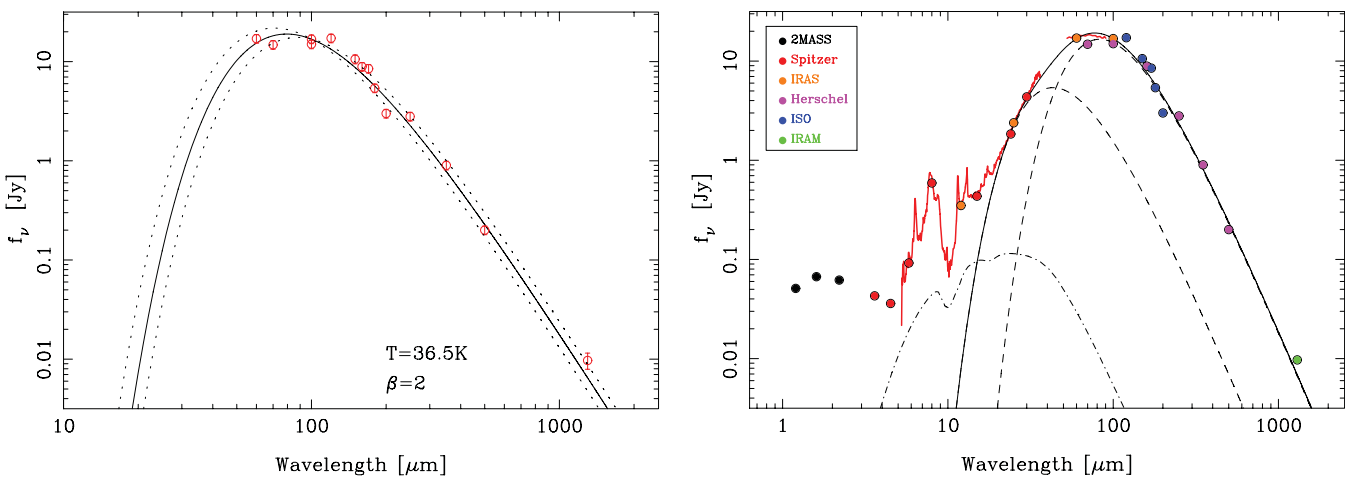 10
1
0.1
0.01
f_ν [Jy]
T=36.5K
β=2
10
100
1000
Wavelength [μm]
2MASS
Spitzer
IRAS
Herschel
ISO
IRAM
10
1
0.1
0.01
f_ν [Jy]
1
10
100
1000
Wavelength [μm]